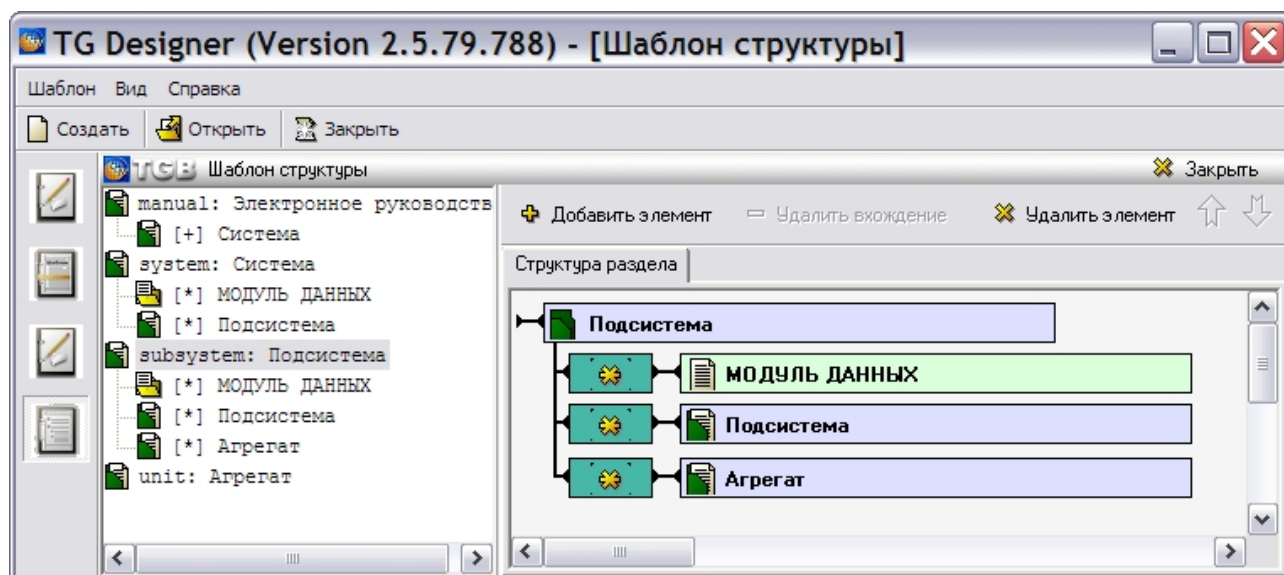 TG Designer (Version 2.5.79.788) - [Шаблон структуры]
Шаблон Вид Справка
Создать Открыть Закрыть
TGB Шаблон структуры Закрыть
manual: Электронное руководств
[+] Система
system: Система
[*] МОДУЛЬ ДАННЫХ
[*] Подсистема
subsystem: Подсистема
[*] МОДУЛЬ ДАННЫХ
[*] Подсистема
[*] Агрегат
unit: Агрегат
Добавить элемент Удалить вхождение Удалить элемент
Структура раздела
Подсистема
МОДУЛЬ ДАННЫХ
Подсистема
Агрегат